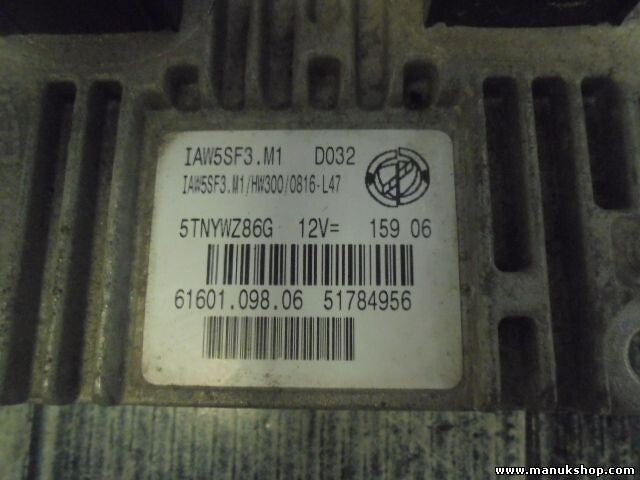 IAW5SF3.M1 D032
IAW5SF3.M1/HW300/0816-L47
5TNYWZ86G 12V= 159 06
61601.098.06 51784956
www.manukshop.com